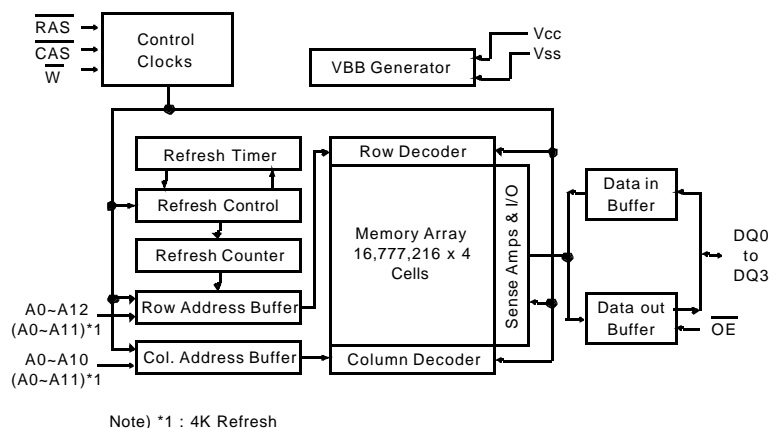 RAS
CAS
W
Control
Clocks
VBB Generator
Vcc
Vss
Refresh Timer
Refresh Control
Refresh Counter
Row Address Buffer
Col. Address Buffer
A0~A12
(A0~A11)*1
A0~A10
(A0~A11)*1
Row Decoder
Memory Array
16,777,216 x 4
Cells
Column Decoder
Sense Amps & I/O
Data in
Buffer
Data out
Buffer
DQ0
to
DQ3
OE
Note) *1 : 4K Refresh